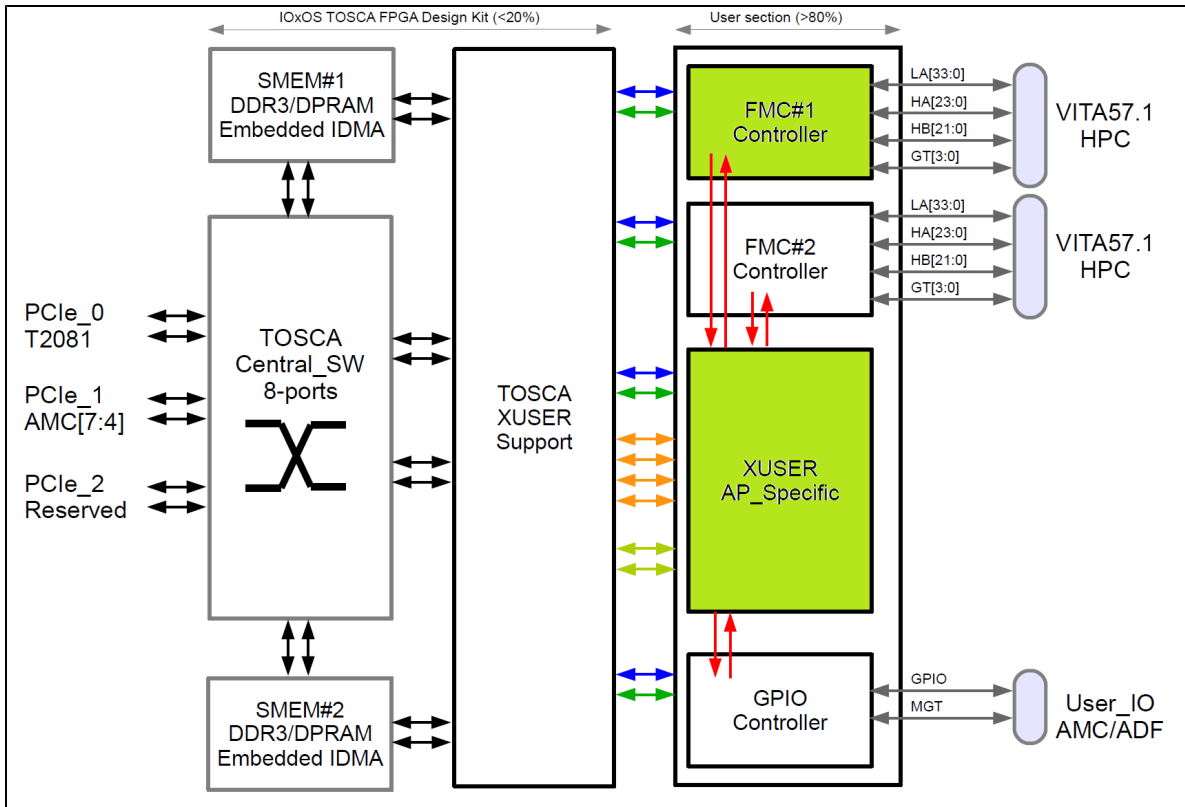 IOxOS TOSCA FPGA Design Kit (<20%)
User section (>80%)
SMEM#1
DDR3/DPRAM
Embedded IDMA
PCIe_0
T2081
PCIe_1
AMC[7:4]
PCIe_2
Reserved
TOSCA
Central_SW
8-ports
SMEM#2
DDR3/DPRAM
Embedded IDMA
TOSCA
XUSER
Support
FMC#1
Controller
LA[33:0]
HA[23:0]
HB[21:0]
GT[3:0]
VITA57.1
HPC
FMC#2
Controller
LA[33:0]
HA[23:0]
HB[21:0]
GT[3:0]
VITA57.1
HPC
XUSER
AP_Specific
GPIO
Controller
GPIO
MGT
User_IO
AMC/ADF